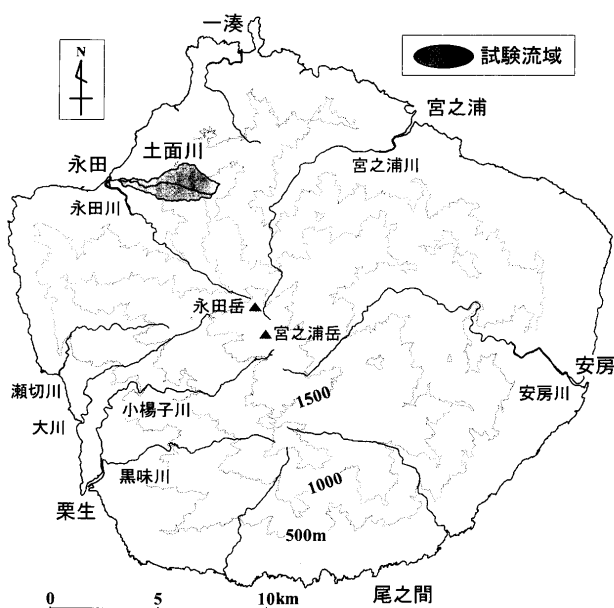 一湊
試験流域
N
宮之浦
土面川
永田
宮之浦川
永田川
永田岳
宮之浦岳
安房
瀬切川
安房川
1500
小楊子川
大川
黒味川
1000
栗生
500m
尾之間
0 5 10km